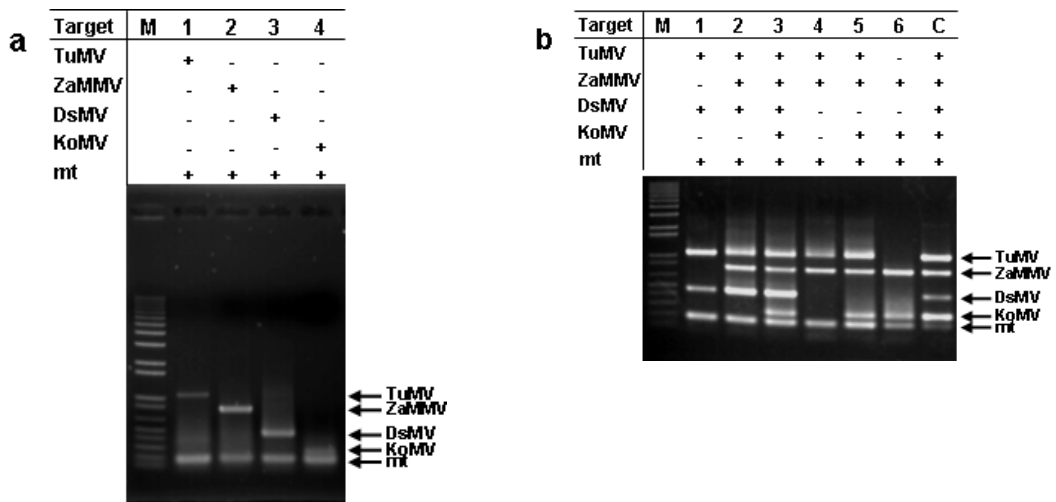 a
Target M 1 2 3 4
TuMV + - - -
ZaMMV - + - -
DsMV - - + -
KoMV - - - +
mt + + + +
TuMV
ZaMMV
DsMV
KoMV
mt
b
Target M 1 2 3 4 5 6 C
TuMV + + + + + - +
ZaMMV - + + + + + +
DsMV + + + - - - +
KoMV - - + - + + +
mt + + + + + + +
TuMV
ZaMMV
DsMV
KoMV
mt